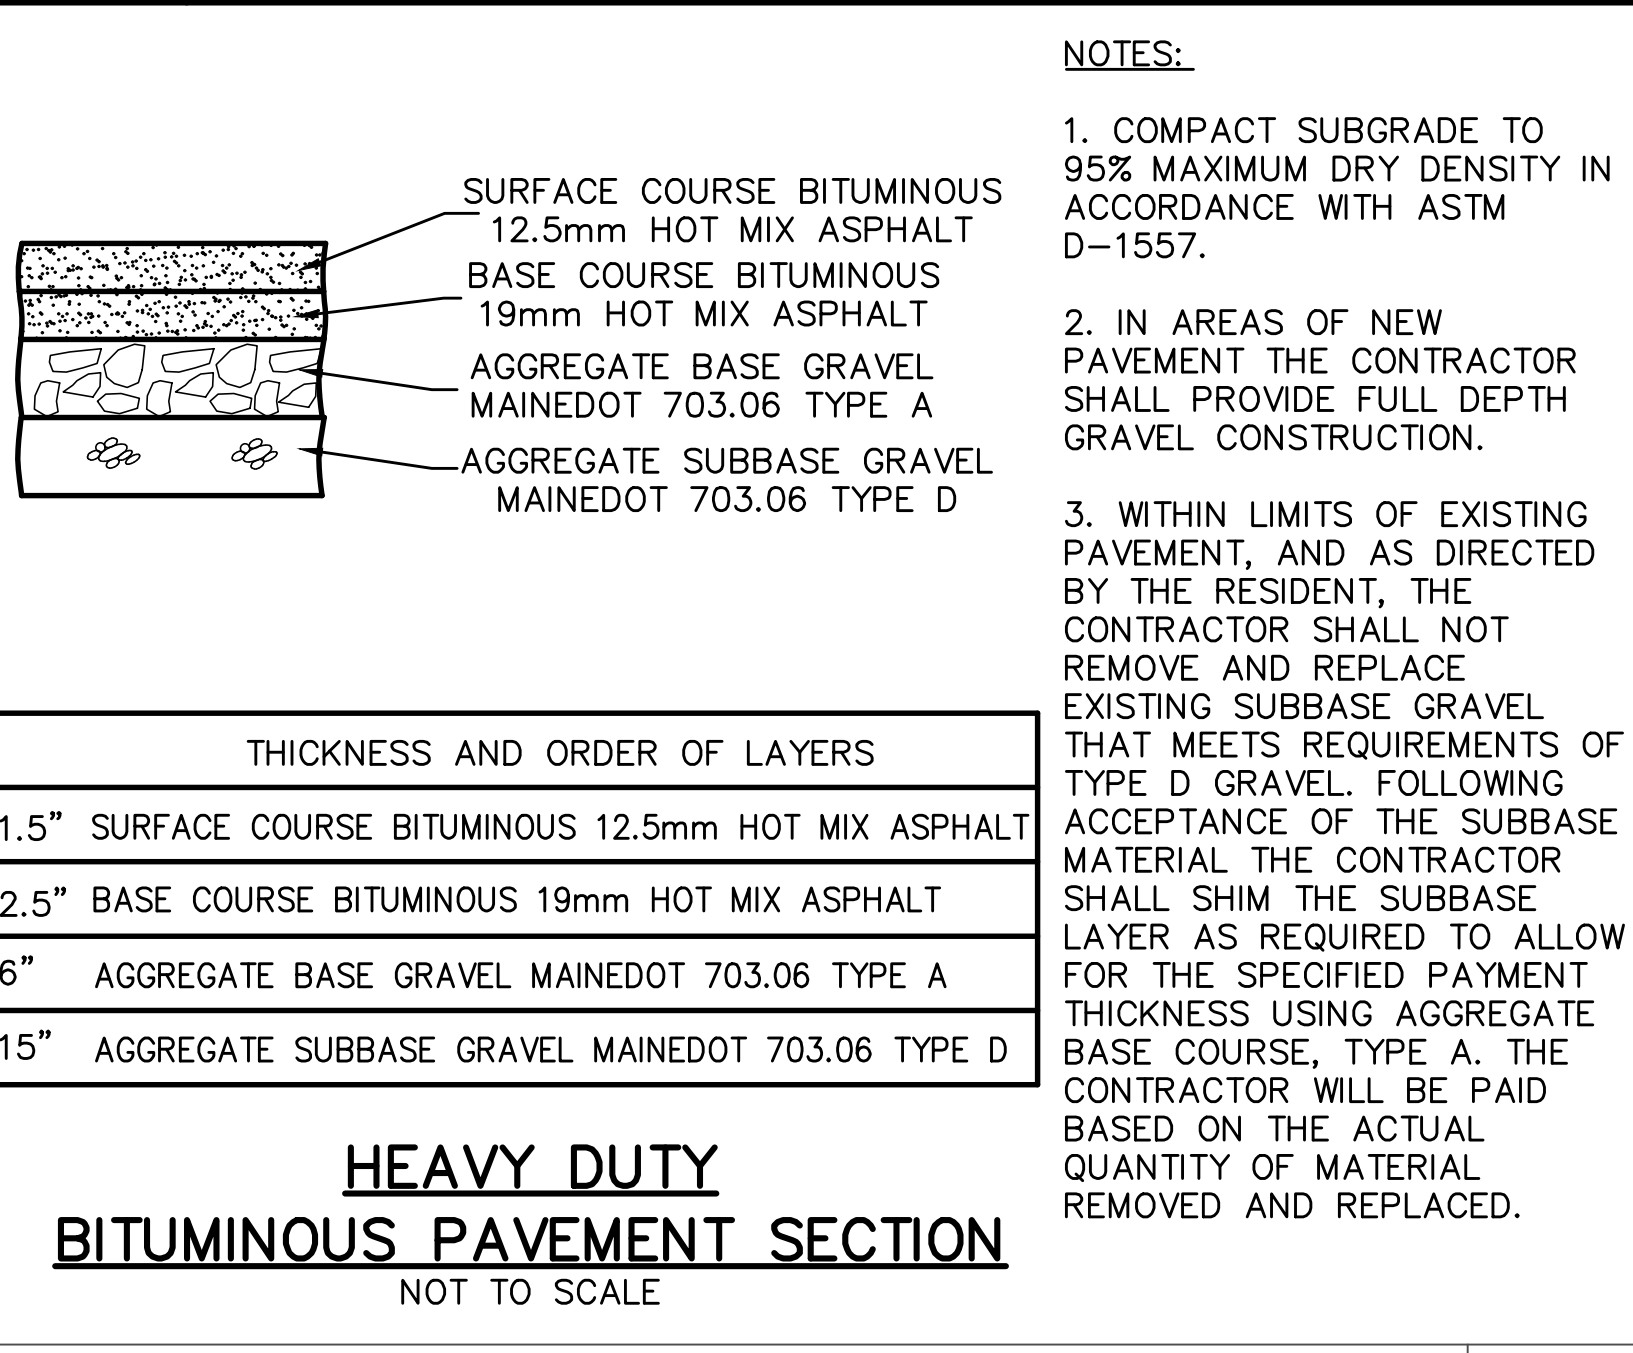 SURFACE COURSE BITUMINOUS
12.5mm HOT MIX ASPHALT
BASE COURSE BITUMINOUS
19mm HOT MIX ASPHALT
AGGREGATE BASE GRAVEL
MAINEDOT 703.06 TYPE A
AGGREGATE SUBBASE GRAVEL
MAINEDOT 703.06 TYPE D
THICKNESS AND ORDER OF LAYERS
1.5” SURFACE COURSE BITUMINOUS 12.5mm HOT MIX ASPHALT
2.5” BASE COURSE BITUMINOUS 19mm HOT MIX ASPHALT
6” AGGREGATE BASE GRAVEL MAINEDOT 703.06 TYPE A
15” AGGREGATE SUBBASE GRAVEL MAINEDOT 703.06 TYPE D
HEAVY DUTY
BITUMINOUS PAVEMENT SECTION
NOT TO SCALE
NOTES:
1. COMPACT SUBGRADE TO
95% MAXIMUM DRY DENSITY IN
ACCORDANCE WITH ASTM
D-1557.
2. IN AREAS OF NEW
PAVEMENT THE CONTRACTOR
SHALL PROVIDE FULL DEPTH
GRAVEL CONSTRUCTION.
3. WITHIN LIMITS OF EXISTING
PAVEMENT, AND AS DIRECTED
BY THE RESIDENT, THE
CONTRACTOR SHALL NOT
REMOVE AND REPLACE
EXISTING SUBBASE GRAVEL
THAT MEETS REQUIREMENTS OF
TYPE D GRAVEL. FOLLOWING
ACCEPTANCE OF THE SUBBASE
MATERIAL THE CONTRACTOR
SHALL SHIM THE SUBBASE
LAYER AS REQUIRED TO ALLOW
FOR THE SPECIFIED PAYMENT
THICKNESS USING AGGREGATE
BASE COURSE, TYPE A. THE
CONTRACTOR WILL BE PAID
BASED ON THE ACTUAL
QUANTITY OF MATERIAL
REMOVED AND REPLACED.